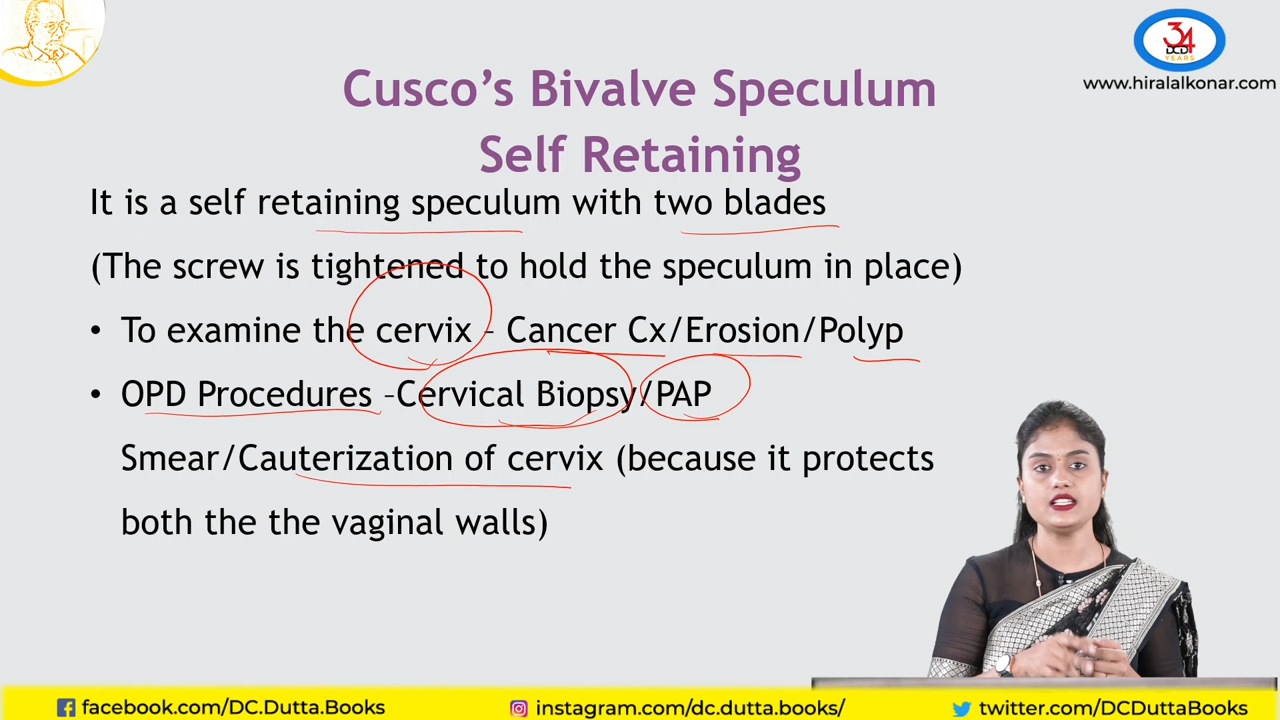 34
DCD
YEARS
www.hiralalkonar.com
Cusco’s Bivalve Speculum
Self Retaining
It is a self retaining speculum with two blades
(The screw is tightened to hold the speculum in place)
• To examine the cervix – Cancer Cx/Erosion/Polyp
• OPD Procedures –Cervical Biopsy/PAP
Smear/Cauterization of cervix (because it protects
both the the vaginal walls)
facebook.com/DC.Dutta.Books
instagram.com/dc.dutta.books/
twitter.com/DCDuttaBooks